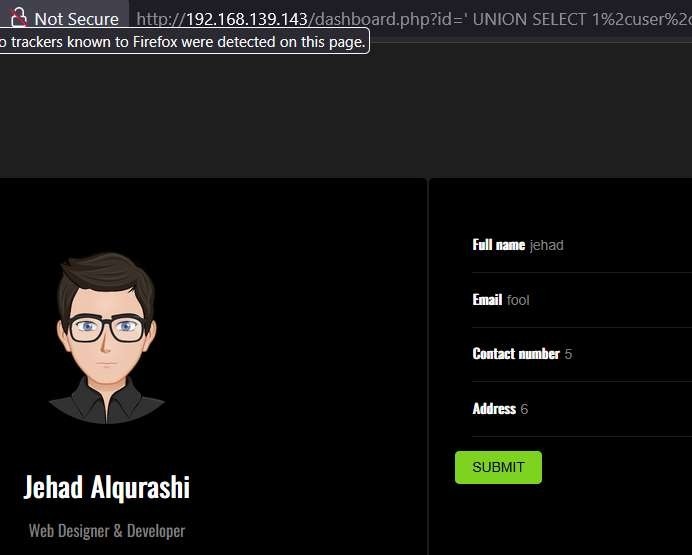 Not Secure http://192.168.139.143/dashboard.php?id=' UNION SELECT 1%2cuser%2
o trackers known to Firefox were detected on this page.
Full name jehad
Email fool
Contact number 5
Address 6
SUBMIT
Jehad Alqurashi
Web Designer & Developer